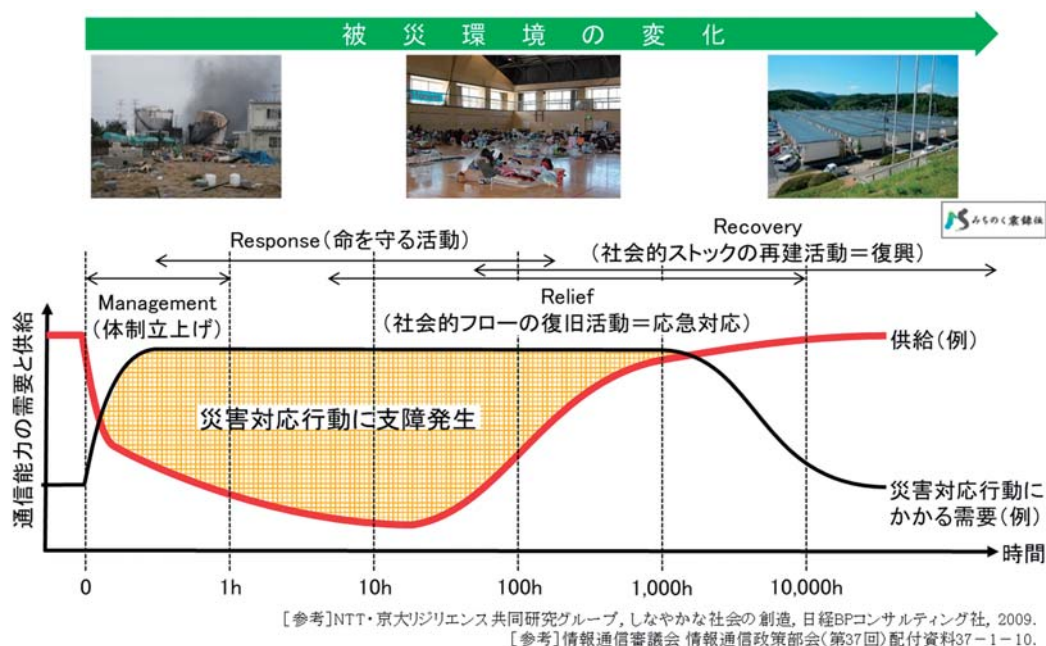 被災環境の変化
みちのく震録伝
Response(命を守る活動)
Recovery
(社会的ストックの再建活動=復興)
Management
(体制立上げ)
Relief
(社会的フローの復旧活動=応急対応)
通信能力の需要と供給
供給(例)
災害対応行動に支障発生
災害対応行動に
かかる需要(例)
時間
0 1h 10h 100h 1,000h 10,000h
[参考]NTT・京大リジリエンス共同研究グループ, しなやかな社会の創造, 日経BPコンサルティング社, 2009.
[参考]情報通信審議会 情報通信政策部会(第37回)配付資料37-1-10.